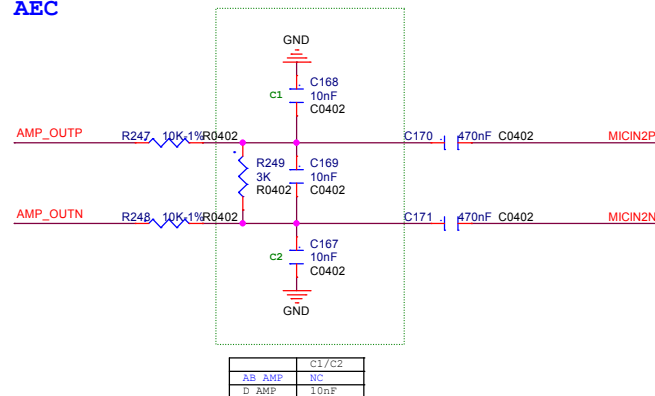 AEC
GND
C168
C1 10nF
C0402
AMP_OUTP R247 10K-1% R0402 C170 470nF C0402 MICIN2P
R249 C169
3K 10nF
R0402 C0402
AMP_OUTN R248 10K-1% R0402 C171 470nF C0402 MICIN2N
C167
C2 10nF
C0402
GND
C1/C2
AB AMP NC
D AMP 10nF